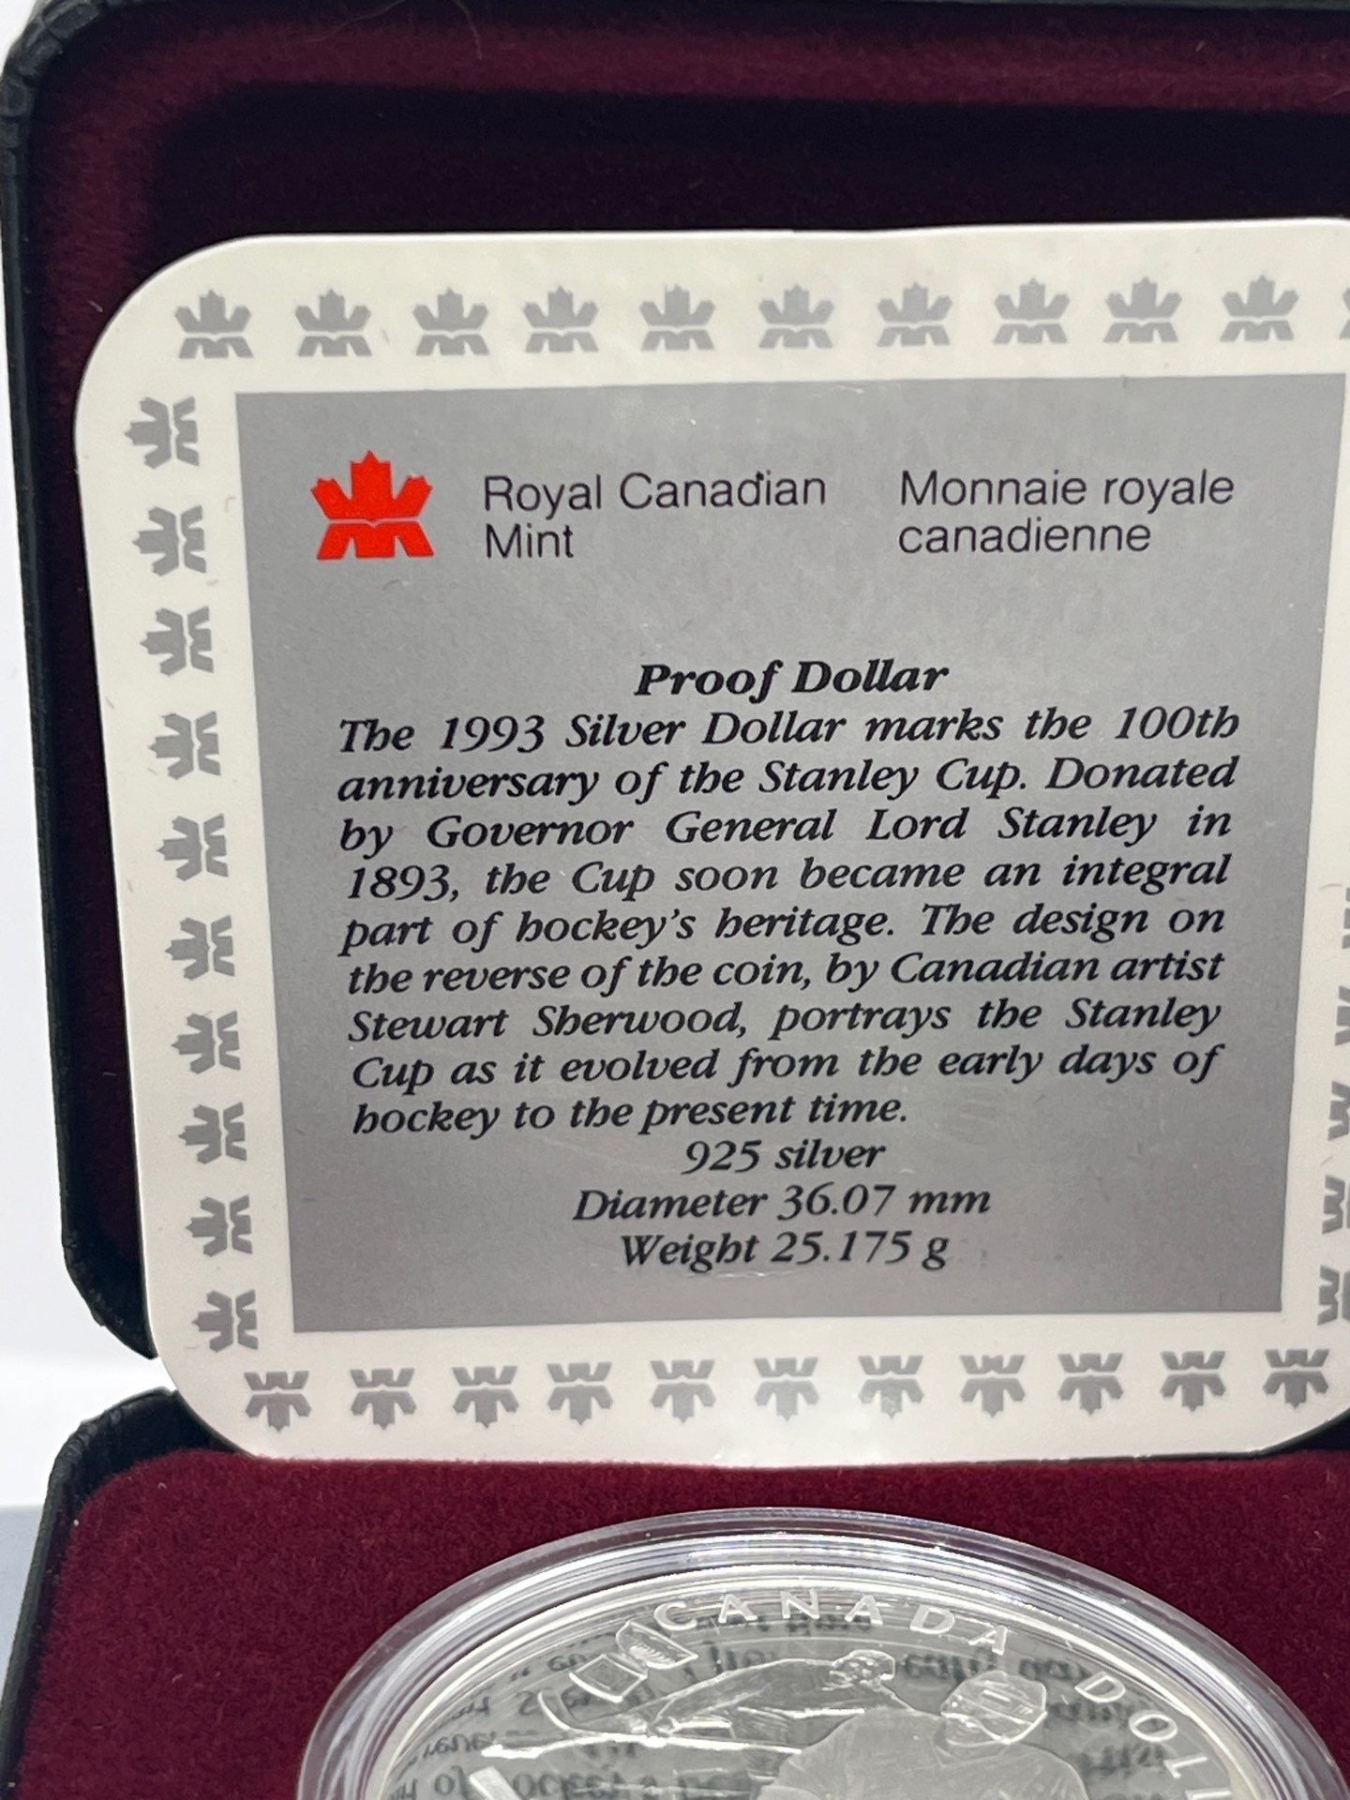 Royal Canadian Mint
Monnaie royale canadienne
Proof Dollar
The 1993 Silver Dollar marks the 100th
anniversary of the Stanley Cup. Donated
by Governor General Lord Stanley in
1893, the Cup soon became an integral
part of hockey's heritage. The design on
the reverse of the coin, by Canadian artist
Stewart Sherwood, portrays the Stanley
Cup as it evolved from the early days of
hockey to the present time.
925 silver
Diameter 36.07 mm
Weight 25.175 g
CANADA